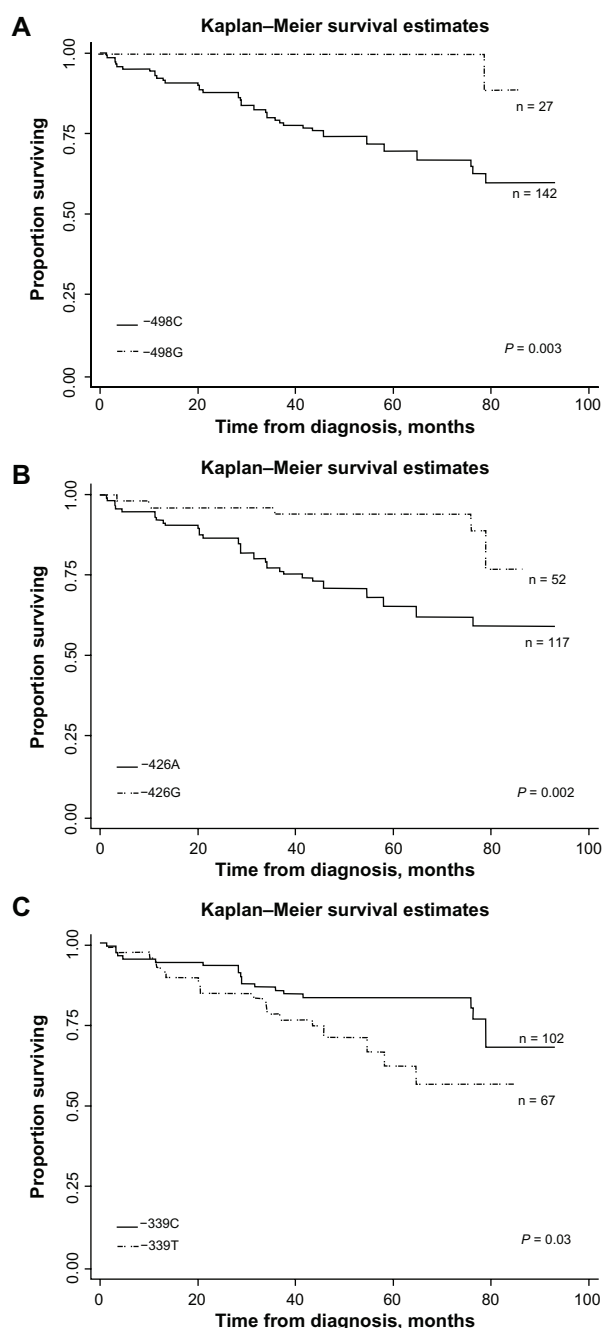 A
Kaplan–Meier survival estimates
Proportion surviving
1.00
0.75
0.50
0.25
0.00
n = 27
n = 142
−498C
−498G
P = 0.003
0 20 40 60 80 100
Time from diagnosis, months
B
Kaplan–Meier survival estimates
Proportion surviving
1.00
0.75
0.50
0.25
0.00
n = 52
n = 117
−426A
−426G
P = 0.002
0 20 40 60 80 100
Time from diagnosis, months
C
Kaplan–Meier survival estimates
Proportion surviving
1.00
0.75
0.50
0.25
0.00
n = 102
n = 67
−339C
−339T
P = 0.03
0 20 40 60 80 100
Time from diagnosis, months